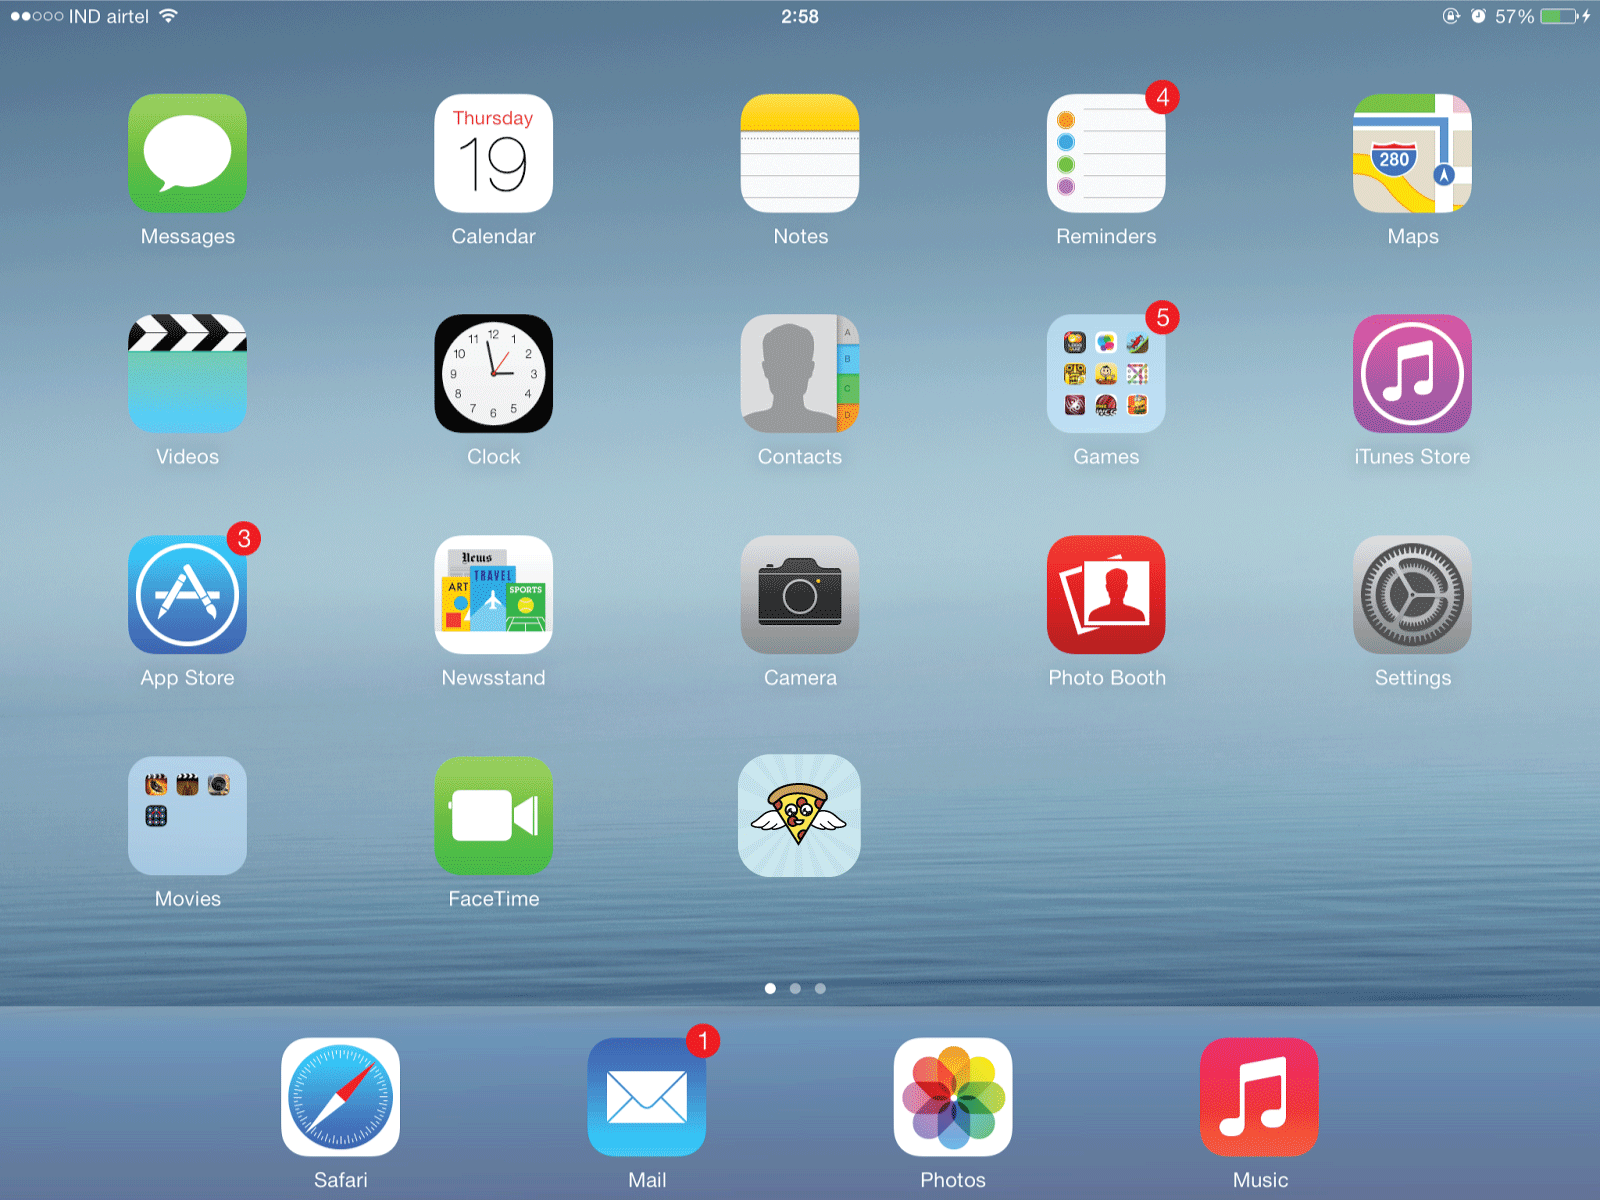 IND airtel
2:58
57%
Thursday
19
4
280
Messages
Calendar
Notes
Reminders
Maps
12
11
1
10
2
9
3
8
4
7
5
6
A
B
C
D
5
Videos
Clock
Contacts
Games
iTunes Store
3
News
TRAVEL
ART
SPORTS
App Store
Newsstand
Camera
Photo Booth
Settings
Movies
FaceTime
1
Safari
Mail
Photos
Music